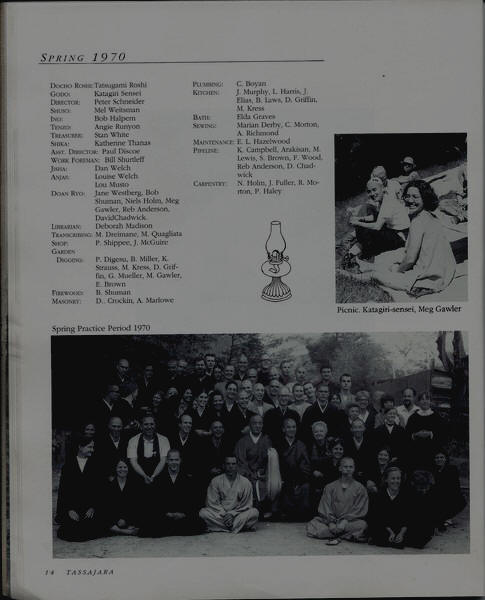 SPRING 1970
DOCHO ROSHI: Tatsugami Roshi
GODO: Katagiri Sensei
DIRECTOR: Peter Schneider
SHUSO: Mel Weitsman
INO: Bob Halpern
TENZO: Angie Runyon
TREASURER: Stan White
SHIKA: Katherine Thanas
ASST. DIRECTOR: Paul Discoe
WORK FOREMAN: Bill Shurtleff
JISHA: Dan Welch
ANJAS: Louise Welch
Lou Musto
DOAN RYO: Jane Westberg, Bob
Shuman, Niels Holm, Meg
Gawler, Reb Anderson,
DavidChadwick.
LIBRARIAN: Deborah Madison
TRANSCRIBING: M. Dreimane, M. Quagliata
SHOP: P. Shippee, J. McGuire
GARDEN
DIGGING: P. Digesu, B. Miller, K.
Strauss, M. Kress, D. Grif-
fin, G. Mueller, M. Gawler,
E. Brown
FIREWOOD: B. Shuman
MASONRY: D.. Crockin, A. Marlowe
PLUMBING: C. Boyan
KITCHEN: J. Murphy, L. Harris, J.
Elias, B. Laws, D. Griffin,
M. Kress
BATH: Elda Graves
SEWING: Marian Derby, C. Morton,
A. Richmond
MAINTENANCE: E. L. Hazelwood
PIPELINE: K. Campbell, Arakisan, M.
Lewis, S. Brown, F. Wood,
Reb Anderson, D. Chad-
wick
CARPENTRY: N. Holm, J. Fuller, R. Mo-
rton, P. Haley
Picnic. Katagiri-sensei, Meg Gawler
Spring Practice Period 1970
14 TASSAJARA